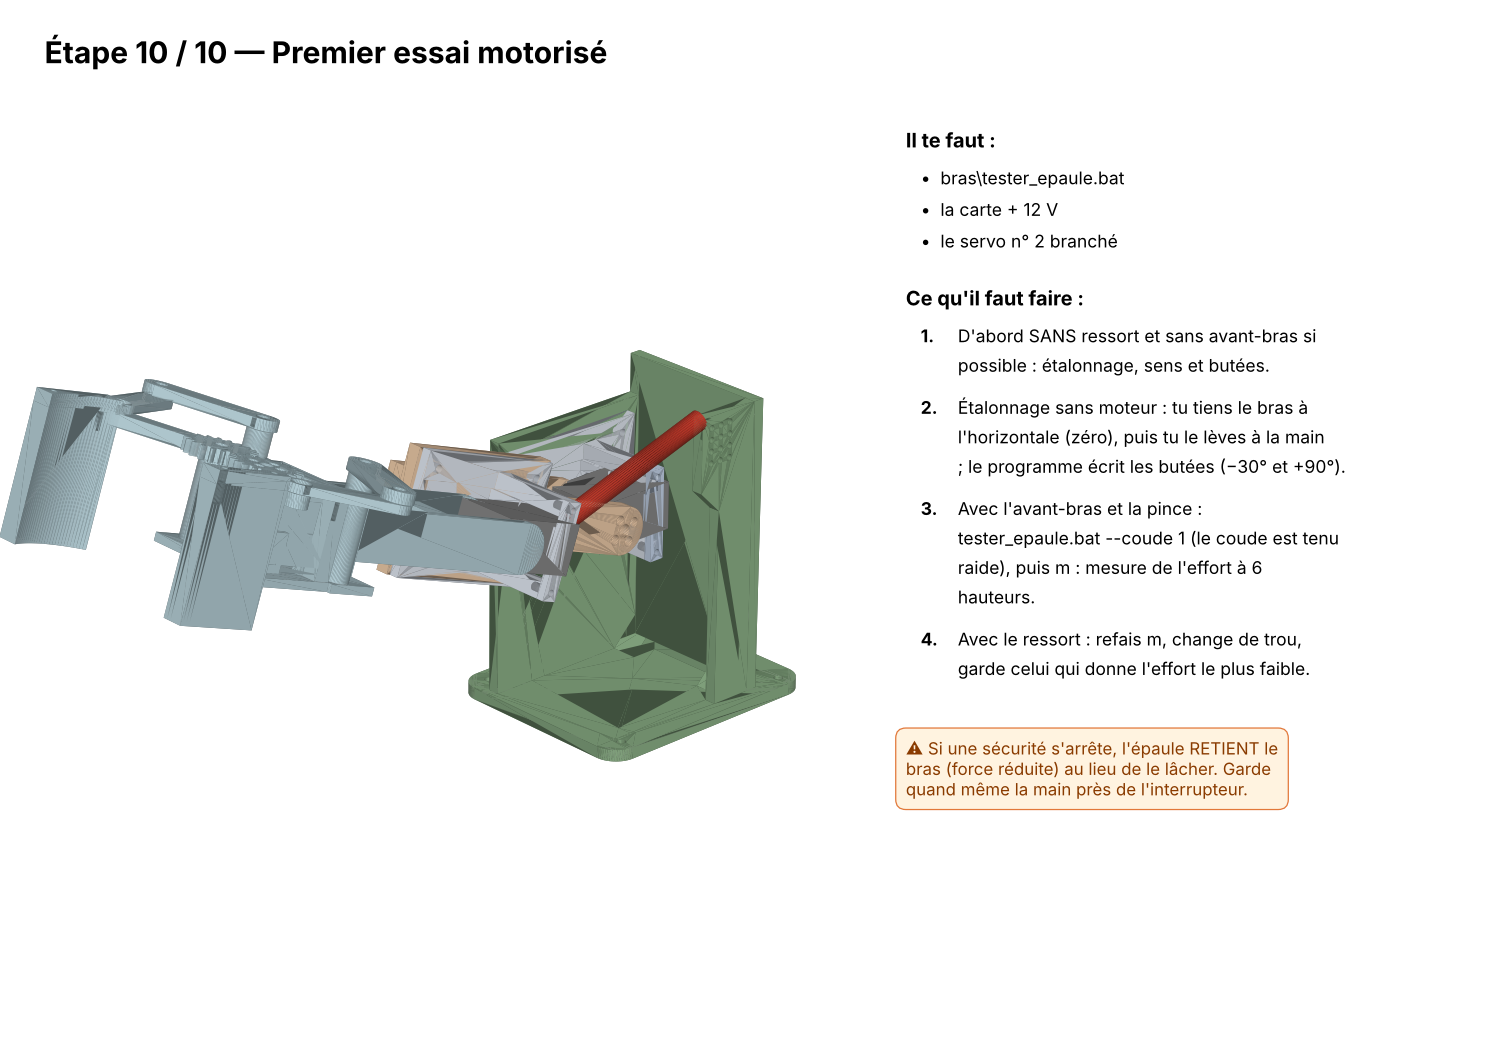 Étape 10 / 10 — Premier essai motorisé
Il te faut :
• bras\tester_epaule.bat
• la carte + 12 V
• le servo n° 2 branché
Ce qu'il faut faire :
1. D'abord SANS ressort et sans avant-bras si
possible : étalonnage, sens et butées.
2. Étalonnage sans moteur : tu tiens le bras à
l'horizontale (zéro), puis tu le lèves à la main
; le programme écrit les butées (−30° et +90°).
3. Avec l'avant-bras et la pince :
tester_epaule.bat --coude 1 (le coude est tenu
raide), puis m : mesure de l'effort à 6
hauteurs.
4. Avec le ressort : refais m, change de trou,
garde celui qui donne l'effort le plus faible.
⚠ Si une sécurité s'arrête, l'épaule RETIENT le
bras (force réduite) au lieu de le lâcher. Garde
quand même la main près de l'interrupteur.